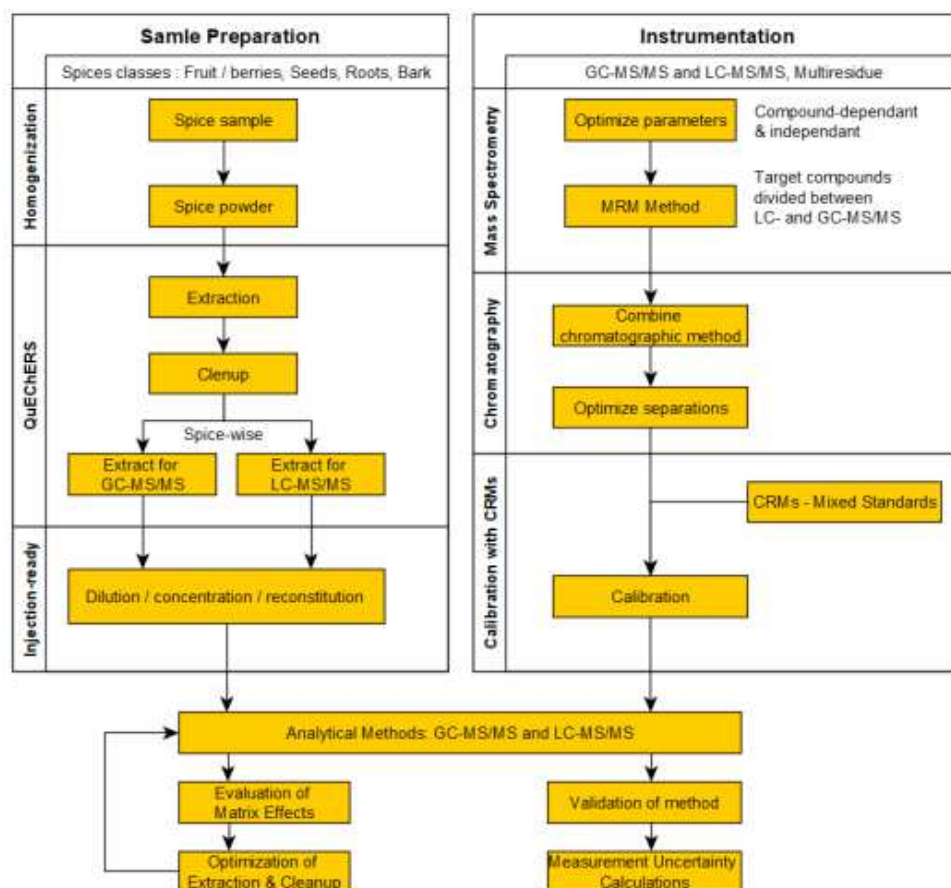 Samle Preparation
Spices classes : Fruit / berries, Seeds, Roots, Bark
Homogenization
Spice sample
Spice powder
QuEChERS
Extraction
Clenup
Spice-wise
Extract for
GC-MS/MS
Extract for
LC-MS/MS
Injection-ready
Dilution / concentration / reconstitution
Instrumentation
GC-MS/MS and LC-MS/MS, Multiresidue
Mass Spectrometry
Optimize parameters
Compound-dependant
& independant
MRM Method
Target compounds
divided between
LC- and GC-MS/MS
Chromatography
Combine
chromatographic method
Optimize separations
Calibration with CRMs
CRMs - Mixed Standards
Calibration
Analytical Methods: GC-MS/MS and LC-MS/MS
Evaluation of
Matrix Effects
Optimization of
Extraction & Cleanup
Validation of method
Measurement Uncertainty
Calculations